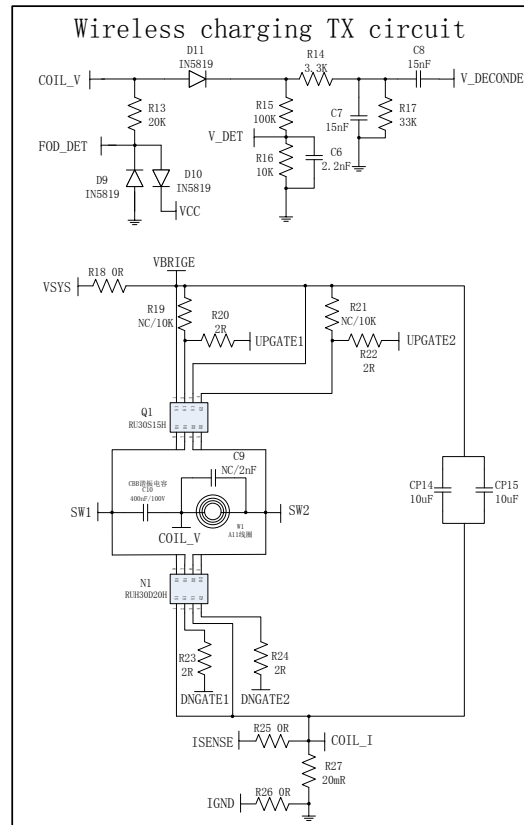 Wireless charging TX circuit
D11
IN5819
R14
3.3K
C8
15nF
COIL_V
V_DECONDE
R13
20K
R15
100K
C7
15nF
R17
33K
V_DET
FOD_DET
R16
10K
C6
2.2nF
D9
IN5819
D10
IN5819
VCC
VBRIGE
R18 0R
VSYS
R19
NC/10K
R20
2R
UPGATE1
R21
NC/10K
R22
2R
UPGATE2
Q1
RU30S15H
C9
NC/2nF
CBB谐振电容
C10
400nF/100V
SW1
SW2
W1
A11线圈
COIL_V
CP14
10uF
CP15
10uF
N1
RUH30D20H
R23
2R
R24
2R
DNGATE1
DNGATE2
R25 0R
ISENSE
COIL_I
R27
20mR
R26 0R
IGND